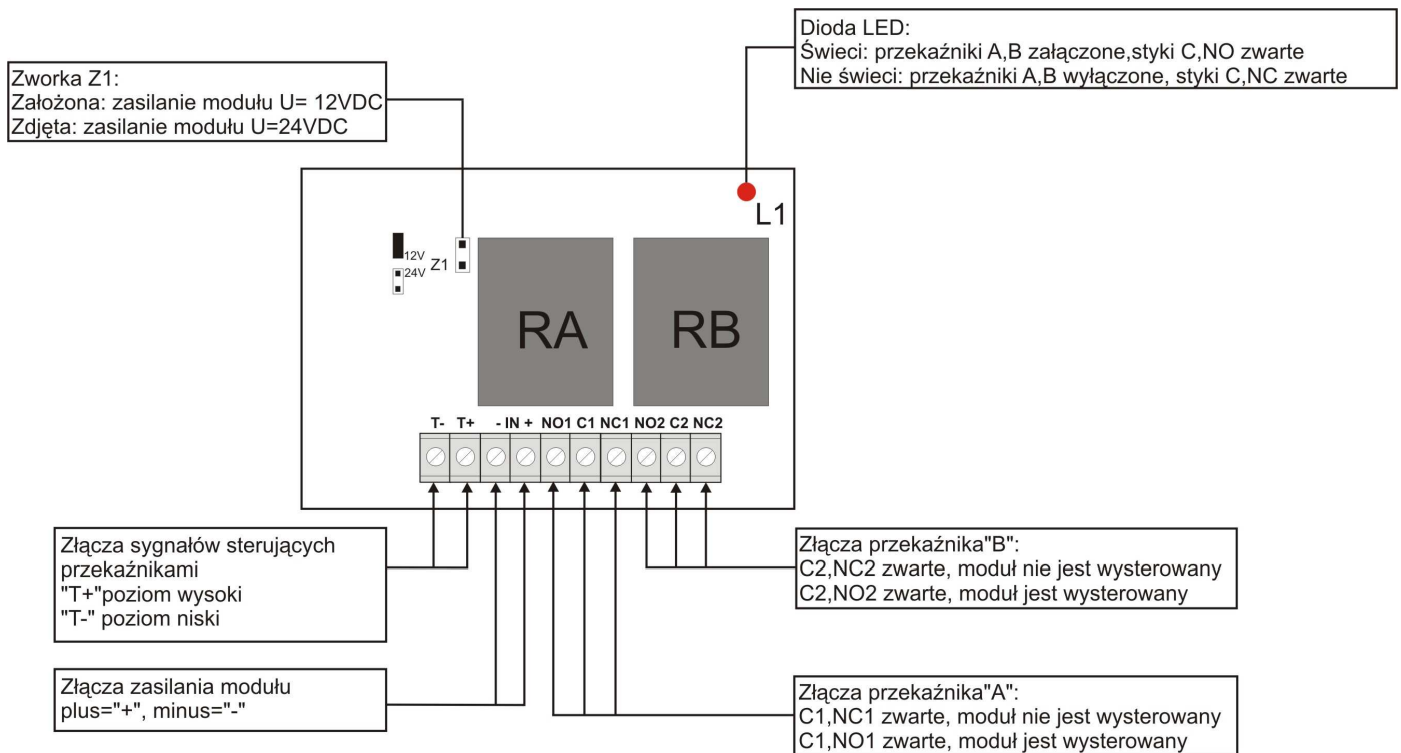 Dioda LED:
Świeci: przekaźniki A,B załączone,styki C,NO zwarte
Nie świeci: przekaźniki A,B wyłączone, styki C,NC zwarte
Zworka Z1:
Założona: zasilanie modułu U= 12VDC
Zdjęta: zasilanie modułu U=24VDC
L1
12V
24V
Z1
RA
RB
T- T+ - IN + NO1 C1 NC1 NO2 C2 NC2
Złącza sygnałów sterujących
przekaźnikami
"T+"poziom wysoki
"T-" poziom niski
Złącza przekaźnika"B":
C2,NC2 zwarte, moduł nie jest wysterowany
C2,NO2 zwarte, moduł jest wysterowany
Złącza zasilania modułu
plus="+", minus="-"
Złącza przekaźnika"A":
C1,NC1 zwarte, moduł nie jest wysterowany
C1,NO1 zwarte, moduł jest wysterowany